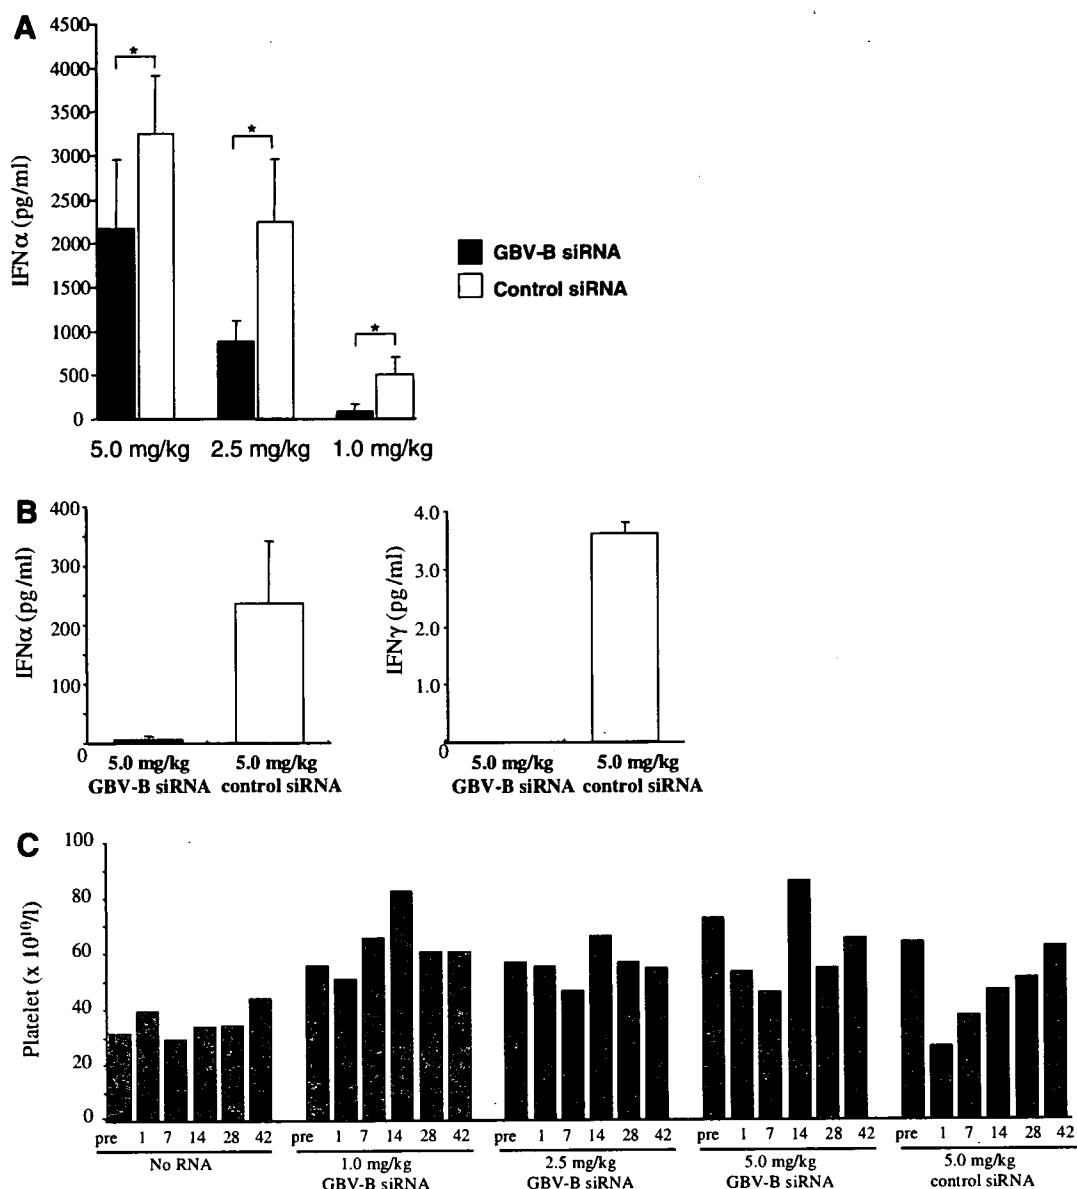 A
4500
4000
3500
3000
2500
2000
1500
1000
500
0
IFNα (pg/ml)
*
*
*
GBV-B siRNA
Control siRNA
5.0 mg/kg 2.5 mg/kg 1.0 mg/kg
B
400
300
200
100
0
IFNα (pg/ml)
5.0 mg/kg 5.0 mg/kg
GBV-B siRNA control siRNA
4.0
3.0
2.0
1.0
0
IFNγ (pg/ml)
5.0 mg/kg 5.0 mg/kg
GBV-B siRNA control siRNA
C
100
80
60
40
20
0
Platelet (x 10¹⁰/l)
pre 1 7 14 28 42 pre 1 7 14 28 42 pre 1 7 14 28 42 pre 1 7 14 28 42 pre 1 7 14 28 42
No RNA 1.0 mg/kg 2.5 mg/kg 5.0 mg/kg 5.0 mg/kg
GBV-B siRNA GBV-B siRNA GBV-B siRNA control siRNA